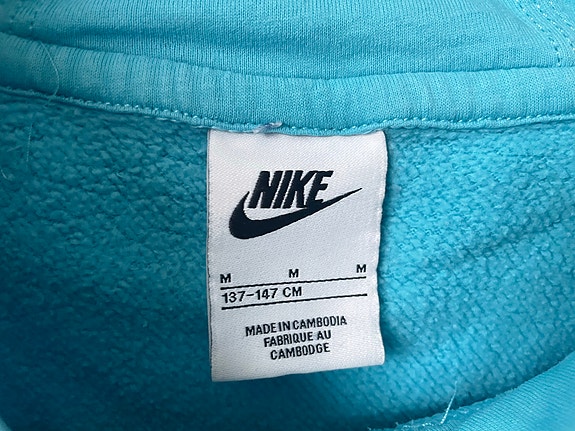 NIKE
M M M
137-147 CM
MADE IN CAMBODIA
FABRIQUE AU
CAMBODGE